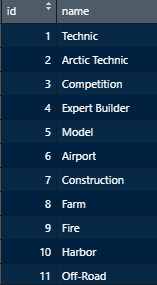 id name
1 Technic
2 Arctic Technic
3 Competition
4 Expert Builder
5 Model
6 Airport
7 Construction
8 Farm
9 Fire
10 Harbor
11 Off-Road